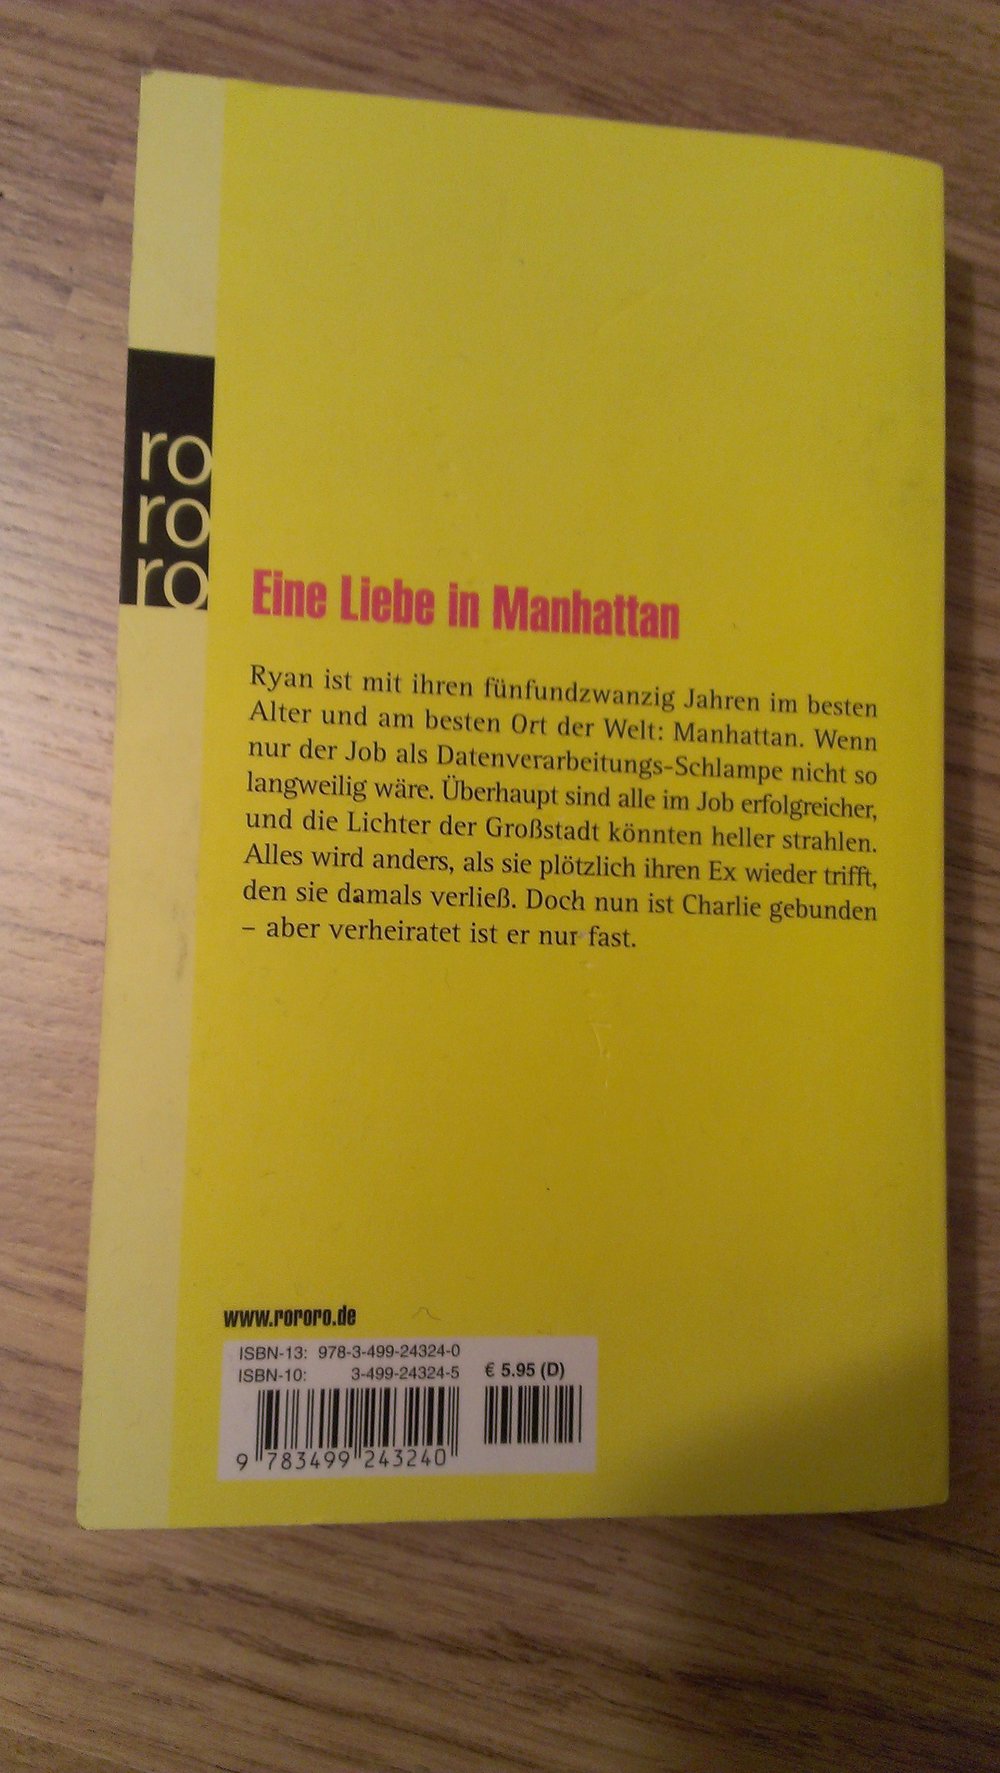 ro
ro
ro
Eine Liebe in Manhattan
Ryan ist mit ihren fünfundzwanzig Jahren im besten
Alter und am besten Ort der Welt: Manhattan. Wenn
nur der Job als Datenverarbeitungs-Schlampe nicht so
langweilig wäre. Überhaupt sind alle im Job erfolgreicher,
und die Lichter der Großstadt könnten heller strahlen.
Alles wird anders, als sie plötzlich ihren Ex wieder trifft,
den sie damals verließ. Doch nun ist Charlie gebunden
– aber verheiratet ist er nur fast.
www.rororo.de
ISBN-13: 978-3-499-24324-0
ISBN-10: 3-499-24324-5 € 5.95 (D)
9 783499 243240